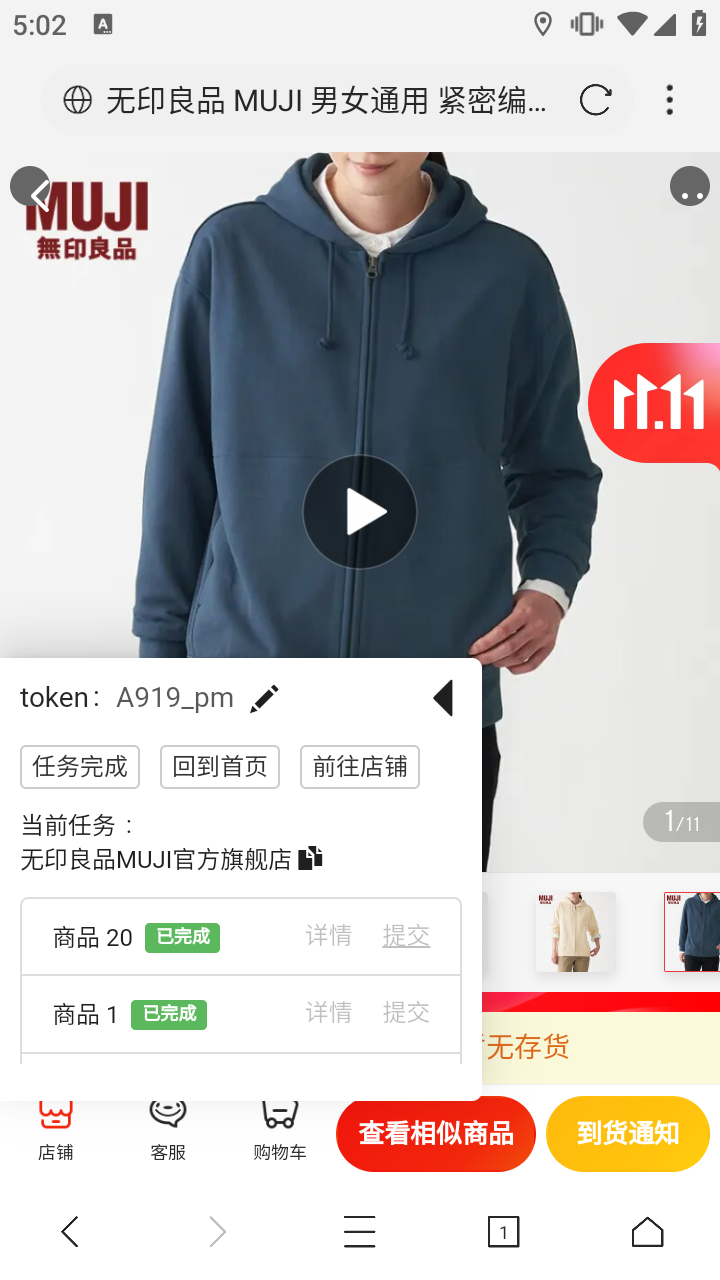 5:02
A
无印良品 MUJI 男女通用 紧密编...
MUJI
無印良品
11.11
token： A919_pm
任务完成 回到首页 前往店铺
当前任务：
无印良品MUJI官方旗舰店
1/11
商品 20 已完成 详情 提交
商品 1 已完成 详情 提交
MUJI
MUJI
无存货
店铺 客服 购物车 查看相似商品 到货通知
1